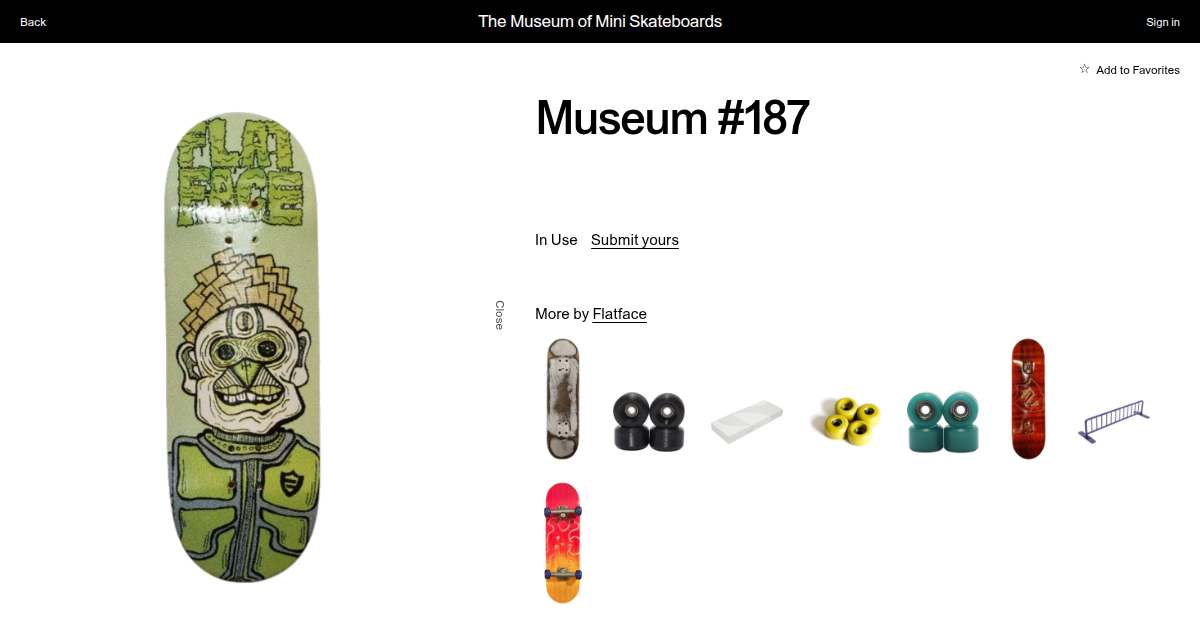 Back
The Museum of Mini Skateboards
Sign in
☆ Add to Favorites
Museum #187
FLAT
FACE
In Use Submit yours
Close
More by Flatface